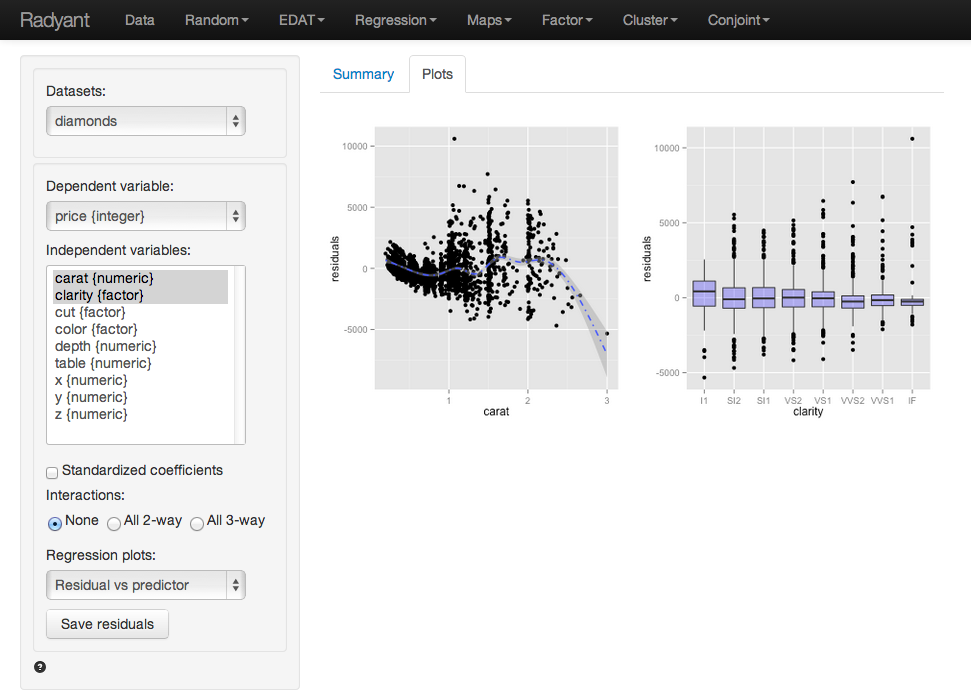 Radyant Data Random EDAT Regression Maps Factor Cluster Conjoint
Datasets:
diamonds
Dependent variable:
price {integer}
Independent variables:
carat {numeric}
clarity {factor}
cut {factor}
color {factor}
depth {numeric}
table {numeric}
x {numeric}
y {numeric}
z {numeric}
Standardized coefficients
Interactions:
None All 2-way All 3-way
Regression plots:
Residual vs predictor
Save residuals
?
Summary Plots
10000
5000
0
-5000
residuals
1 2 3
carat
10000
5000
0
-5000
residuals
I1 SI2 SI1 VS2 VS1 VVS2 VVS1 IF
clarity